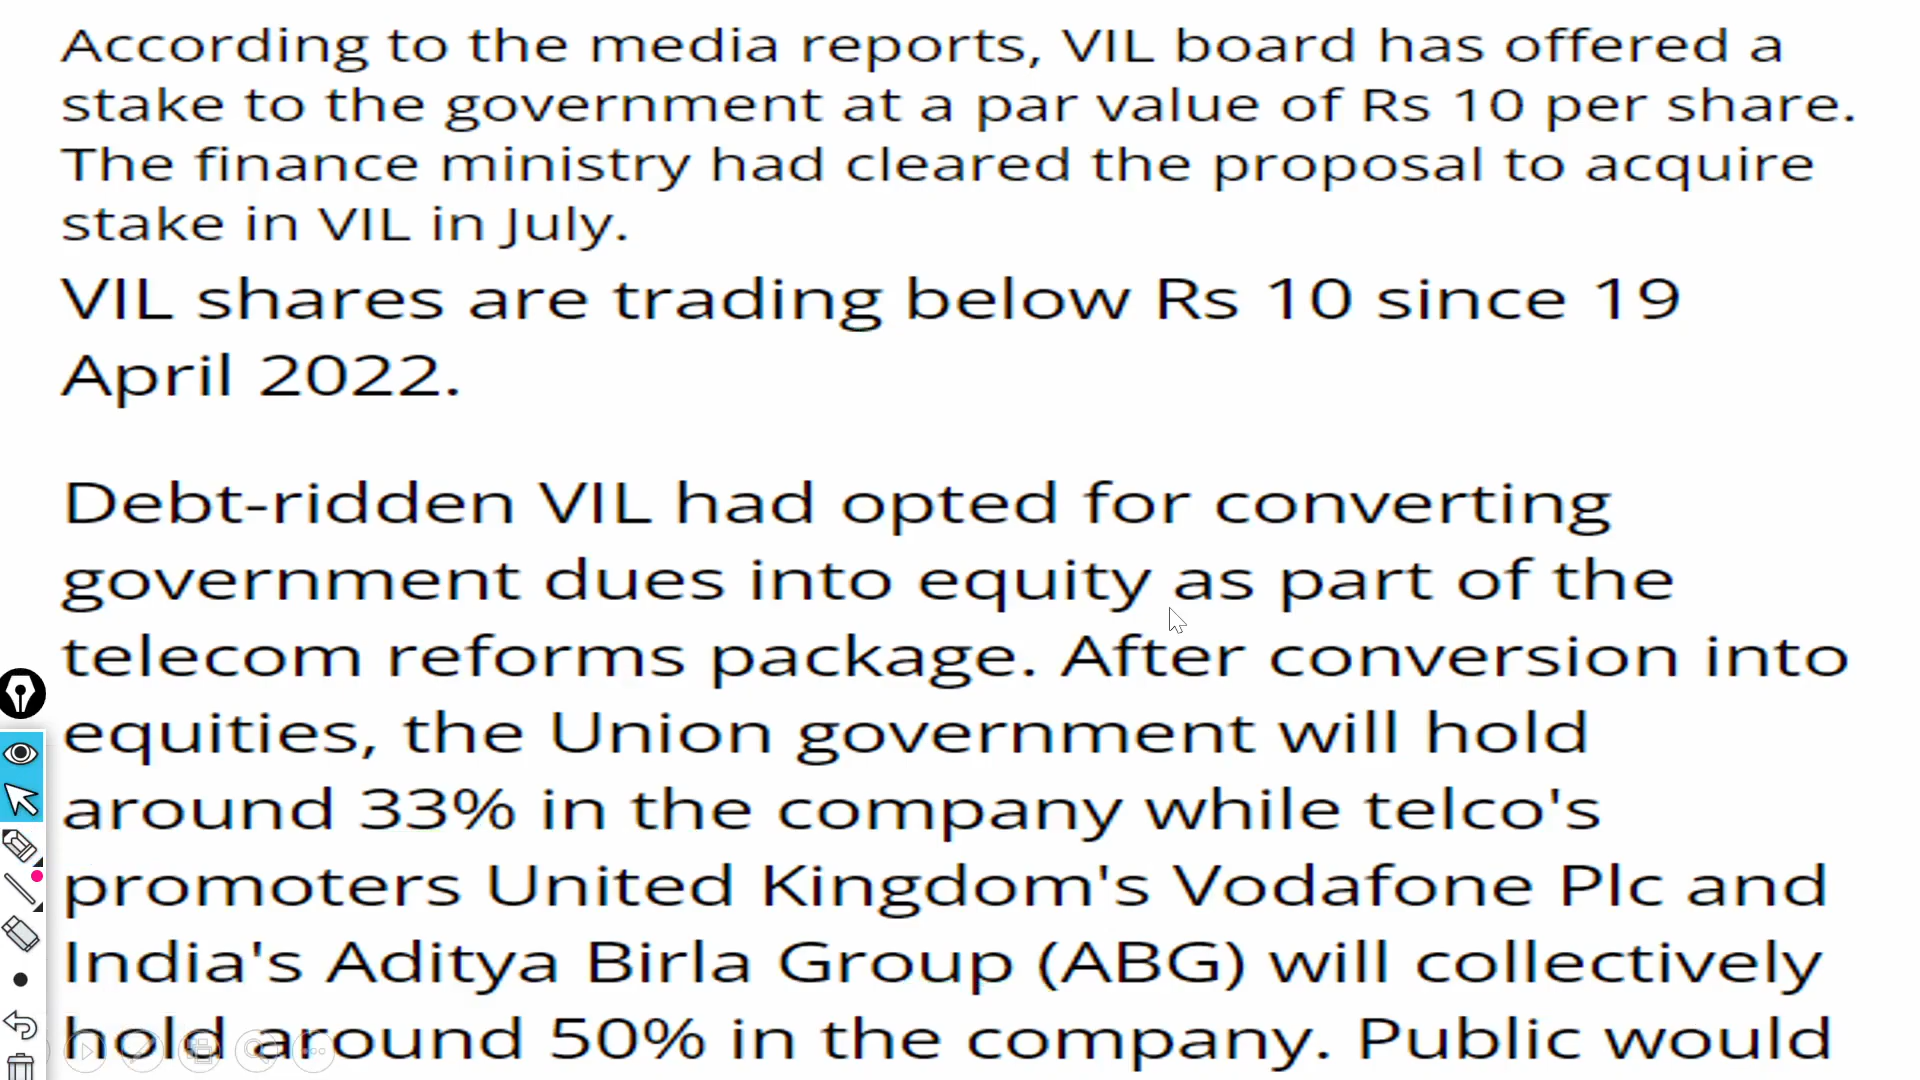 According to the media reports, VIL board has offered a
stake to the government at a par value of Rs 10 per share.
The finance ministry had cleared the proposal to acquire
stake in VIL in July.
VIL shares are trading below Rs 10 since 19
April 2022.
Debt-ridden VIL had opted for converting
government dues into equity as part of the
telecom reforms package. After conversion into
equities, the Union government will hold
around 33% in the company while telco's
promoters United Kingdom's Vodafone Plc and
India's Aditya Birla Group (ABG) will collectively
hold around 50% in the company. Public would